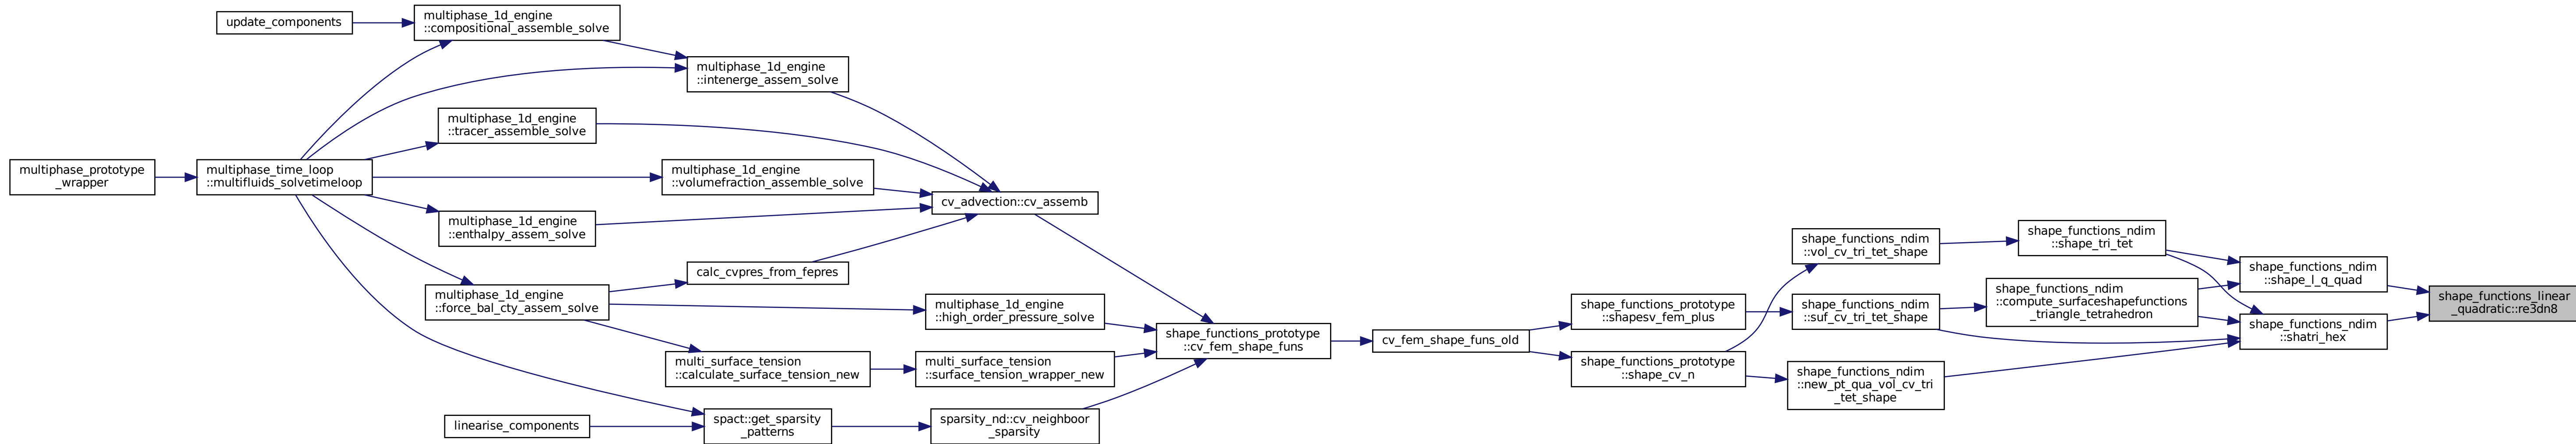 update_components
multiphase_1d_engine
::compositional_assemble_solve
multiphase_1d_engine
::intenerge_assem_solve
multiphase_1d_engine
::tracer_assemble_solve
multiphase_prototype
_wrapper
multiphase_time_loop
::multifluids_solvetimeloop
multiphase_1d_engine
::volumefraction_assemble_solve
cv_advection::cv_assemb
multiphase_1d_engine
::enthalpy_assem_solve
calc_cvpres_from_fepres
multiphase_1d_engine
::force_bal_cty_assem_solve
multiphase_1d_engine
::high_order_pressure_solve
multi_surface_tension
::calculate_surface_tension_new
multi_surface_tension
::surface_tension_wrapper_new
linearise_components
spact::get_sparsity
_patterns
sparsity_nd::cv_neighboor
_sparsity
shape_functions_prototype
::cv_fem_shape_funs
cv_fem_shape_funs_old
shape_functions_prototype
::shapesv_fem_plus
shape_functions_prototype
::shape_cv_n
shape_functions_ndim
::vol_cv_tri_tet_shape
shape_functions_ndim
::suf_cv_tri_tet_shape
shape_functions_ndim
::new_pt_qua_vol_cv_tri
_tet_shape
shape_functions_ndim
::shape_tri_tet
shape_functions_ndim
::compute_surfaceshapefunctions
_triangle_tetrahedron
shape_functions_ndim
::shape_l_q_quad
shape_functions_ndim
::shatri_hex
shape_functions_linear
_quadratic::re3dn8